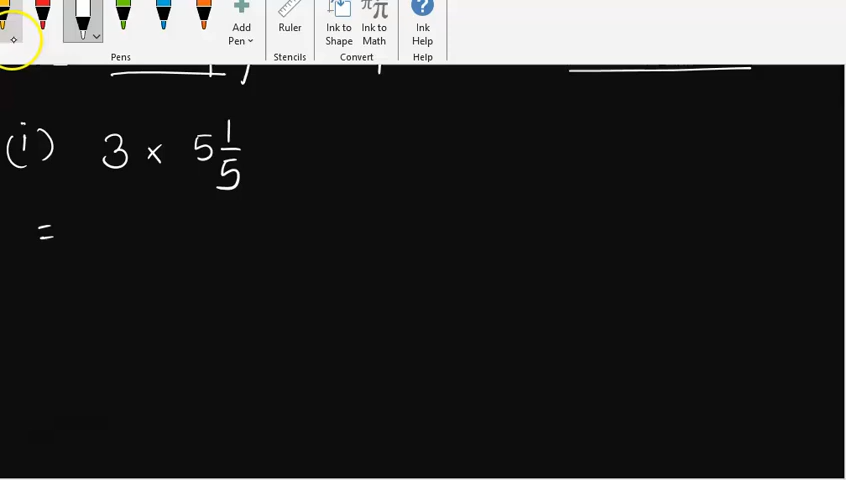 Add Pen
Ruler
Ink to Shape
Ink to Math
Ink Help
Pens
Stencils
Convert
Help
(i) 3 × 5 1/5
=